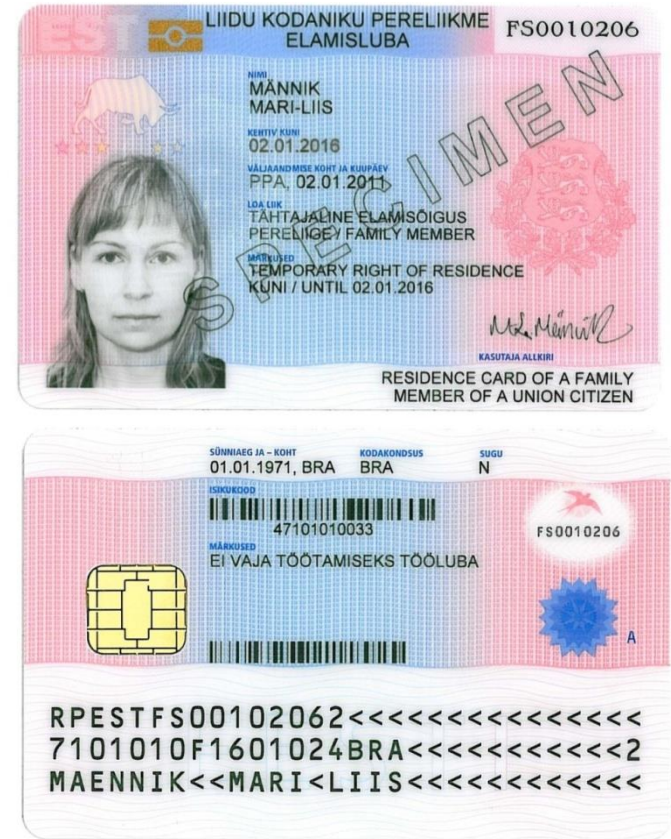 EST
LIIDU KODANIKU PERELIIKME
ELAMISLUBA
FS0010206
NIMI
MÄNNIK
MARI-LIIS
KEHTIV KUNI
02.01.2016
VÄLJAANDMISE KOHT JA KUUPÄEV
PPA, 02.01.2011
LOA LIIK
TÄHTAJALINE ELAMISÕIGUS
PERELIIGE / FAMILY MEMBER
MÄRKUSED
TEMPORARY RIGHT OF RESIDENCE
KUNI / UNTIL 02.01.2016
SPECIMEN
KASUTAJA ALLKIRI
RESIDENCE CARD OF A FAMILY
MEMBER OF A UNION CITIZEN
SÜNNIAEG JA – KOHT KODAKONDSUS SUGU
01.01.1971, BRA BRA N
ISIKUKOOD
47101010033
FS0010206
MÄRKUSED
EI VAJA TÖÖTAMISEKS TÖÖLUBA
A
RPESTFS00102062<<<<<<<<<<<<<<<
7101010F1601024BRA<<<<<<<<<<<2
MAENNIK<<MARI<LIIS<<<<<<<<<<<<